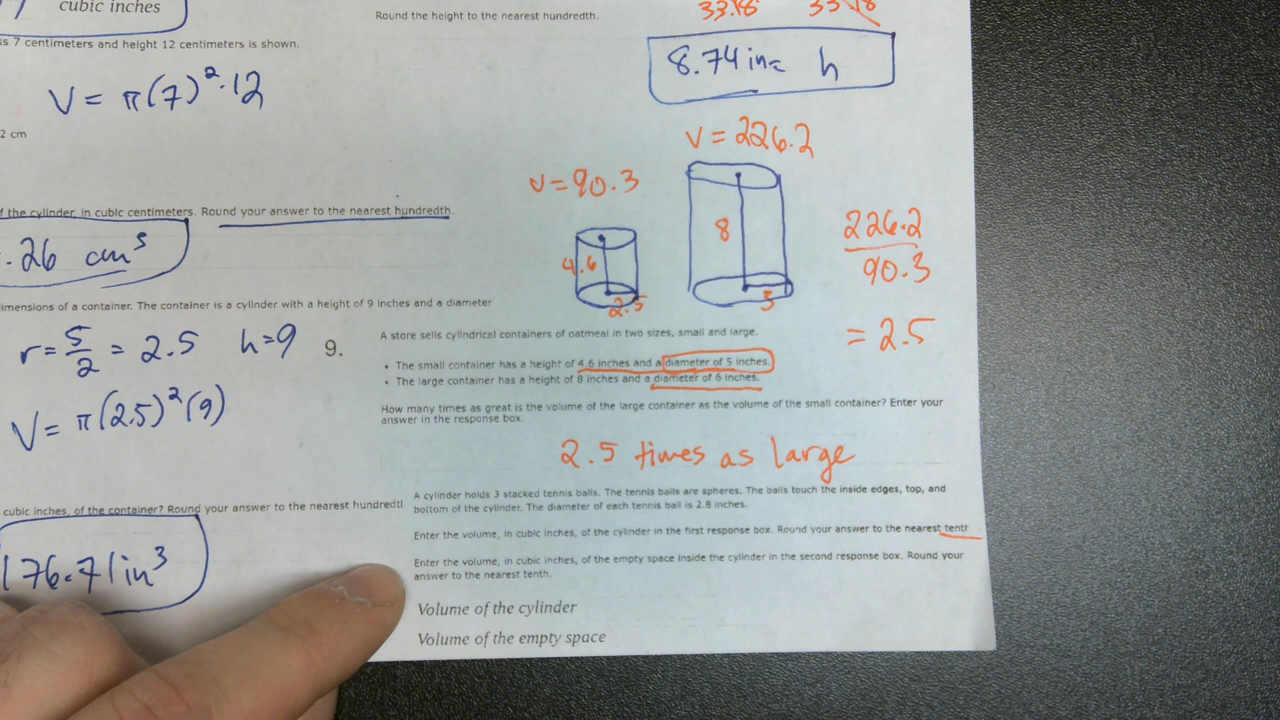 cubic inches
Round the height to the nearest hundredth.
33.18 33.18
us 7 centimeters and height 12 centimeters is shown.
8.74 in = h
V = π(7)²·12
2 cm
V = 226.2
V = 90.3
f the cylinder, in cubic centimeters. Round your answer to the nearest hundredth.
.26 cm³
8
4.6
2.5
3
226.2
90.3
= 2.5
imensions of a container. The container is a cylinder with a height of 9 inches and a diameter
r = 5/2 = 2.5 h = 9
V = π(2.5)²(9)
cubic inches, of the container? Round your answer to the nearest hundredt
176.71 in³
9.
A store sells cylindrical containers of oatmeal in two sizes, small and large.
• The small container has a height of 4.6 inches and a diameter of 5 inches.
• The large container has a height of 8 inches and a diameter of 6 inches.
How many times as great is the volume of the large container as the volume of the small container? Enter your
answer in the response box.
2.5 times as large
A cylinder holds 3 stacked tennis balls. The tennis balls are spheres. The balls touch the inside edges, top, and
bottom of the cylinder. The diameter of each tennis ball is 2.8 inches.
Enter the volume, in cubic inches, of the cylinder in the first response box. Round your answer to the nearest tenth
Enter the volume, in cubic inches, of the empty space inside the cylinder in the second response box. Round your
answer to the nearest tenth.
Volume of the cylinder
Volume of the empty space